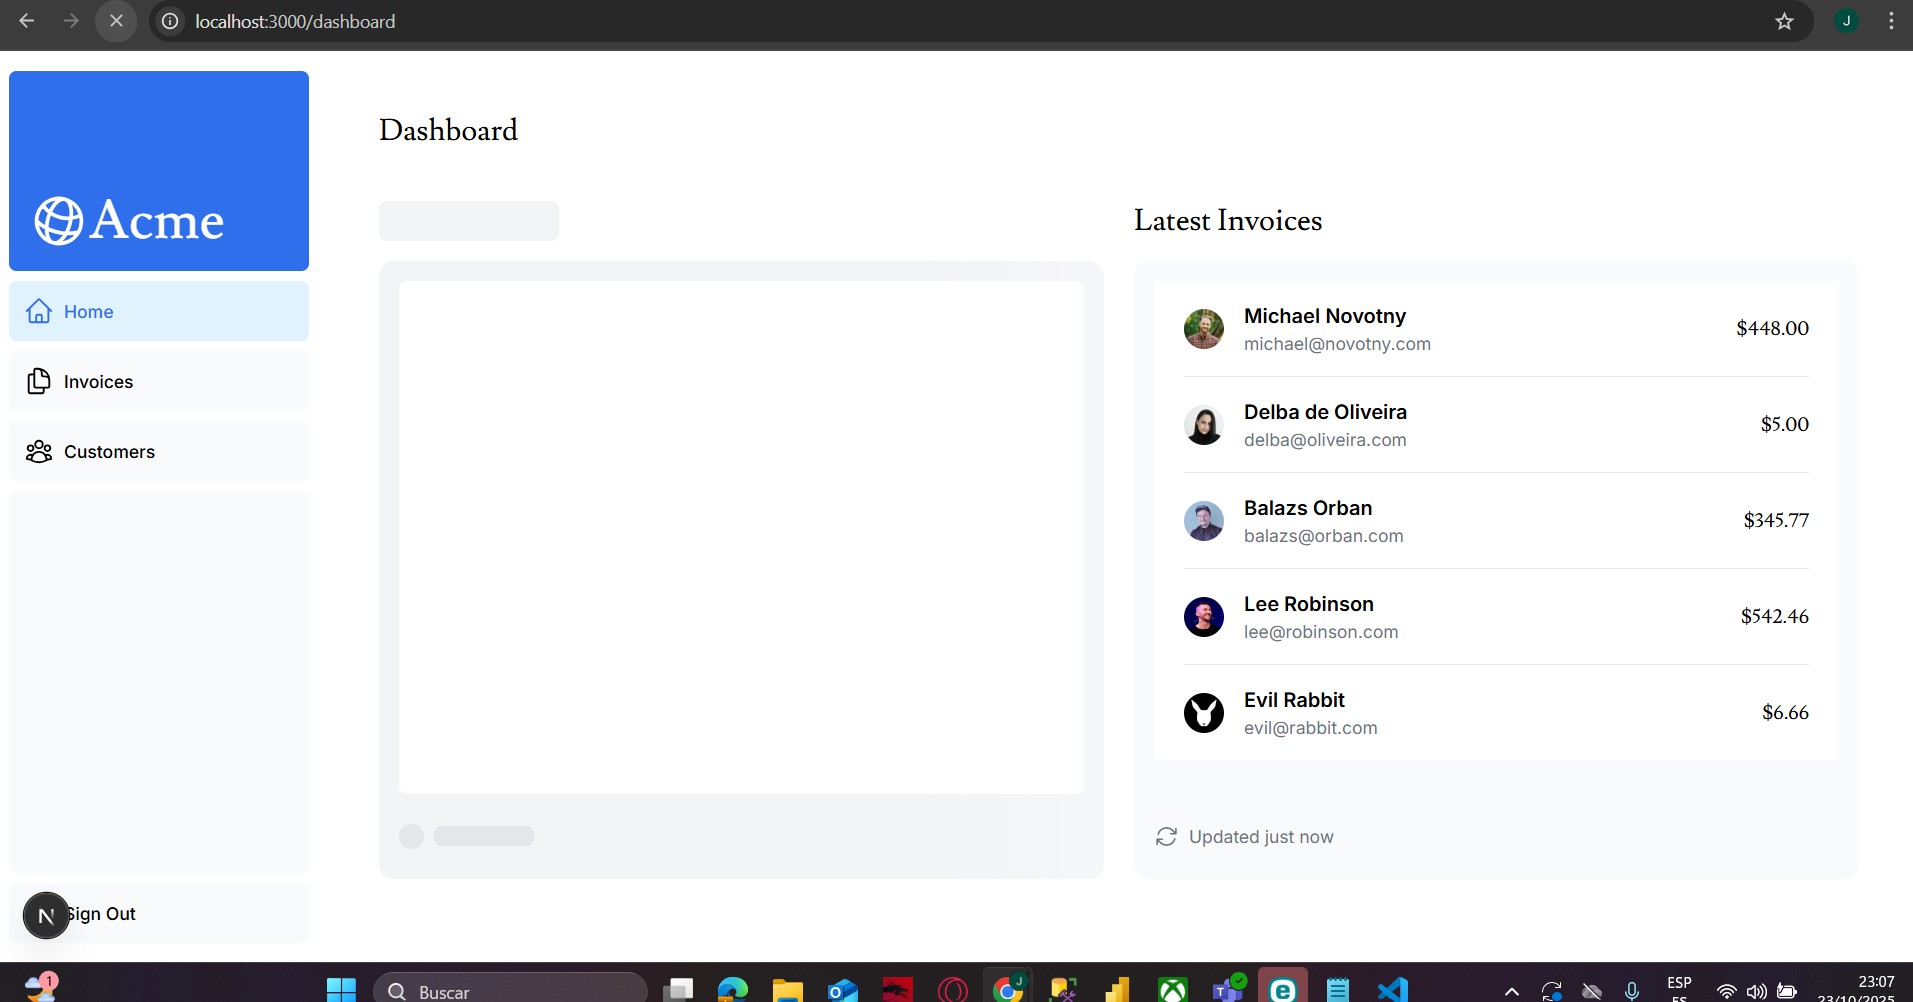 localhost:3000/dashboard
J
Acme
Home
Invoices
Customers
Sign Out
N
Dashboard
Latest Invoices
Michael Novotny
michael@novotny.com
$448.00
Delba de Oliveira
delba@oliveira.com
$5.00
Balazs Orban
balazs@orban.com
$345.77
Lee Robinson
lee@robinson.com
$542.46
Evil Rabbit
evil@rabbit.com
$6.66
Updated just now
1
Buscar
J
ESP
ES
23:07
23/10/2025